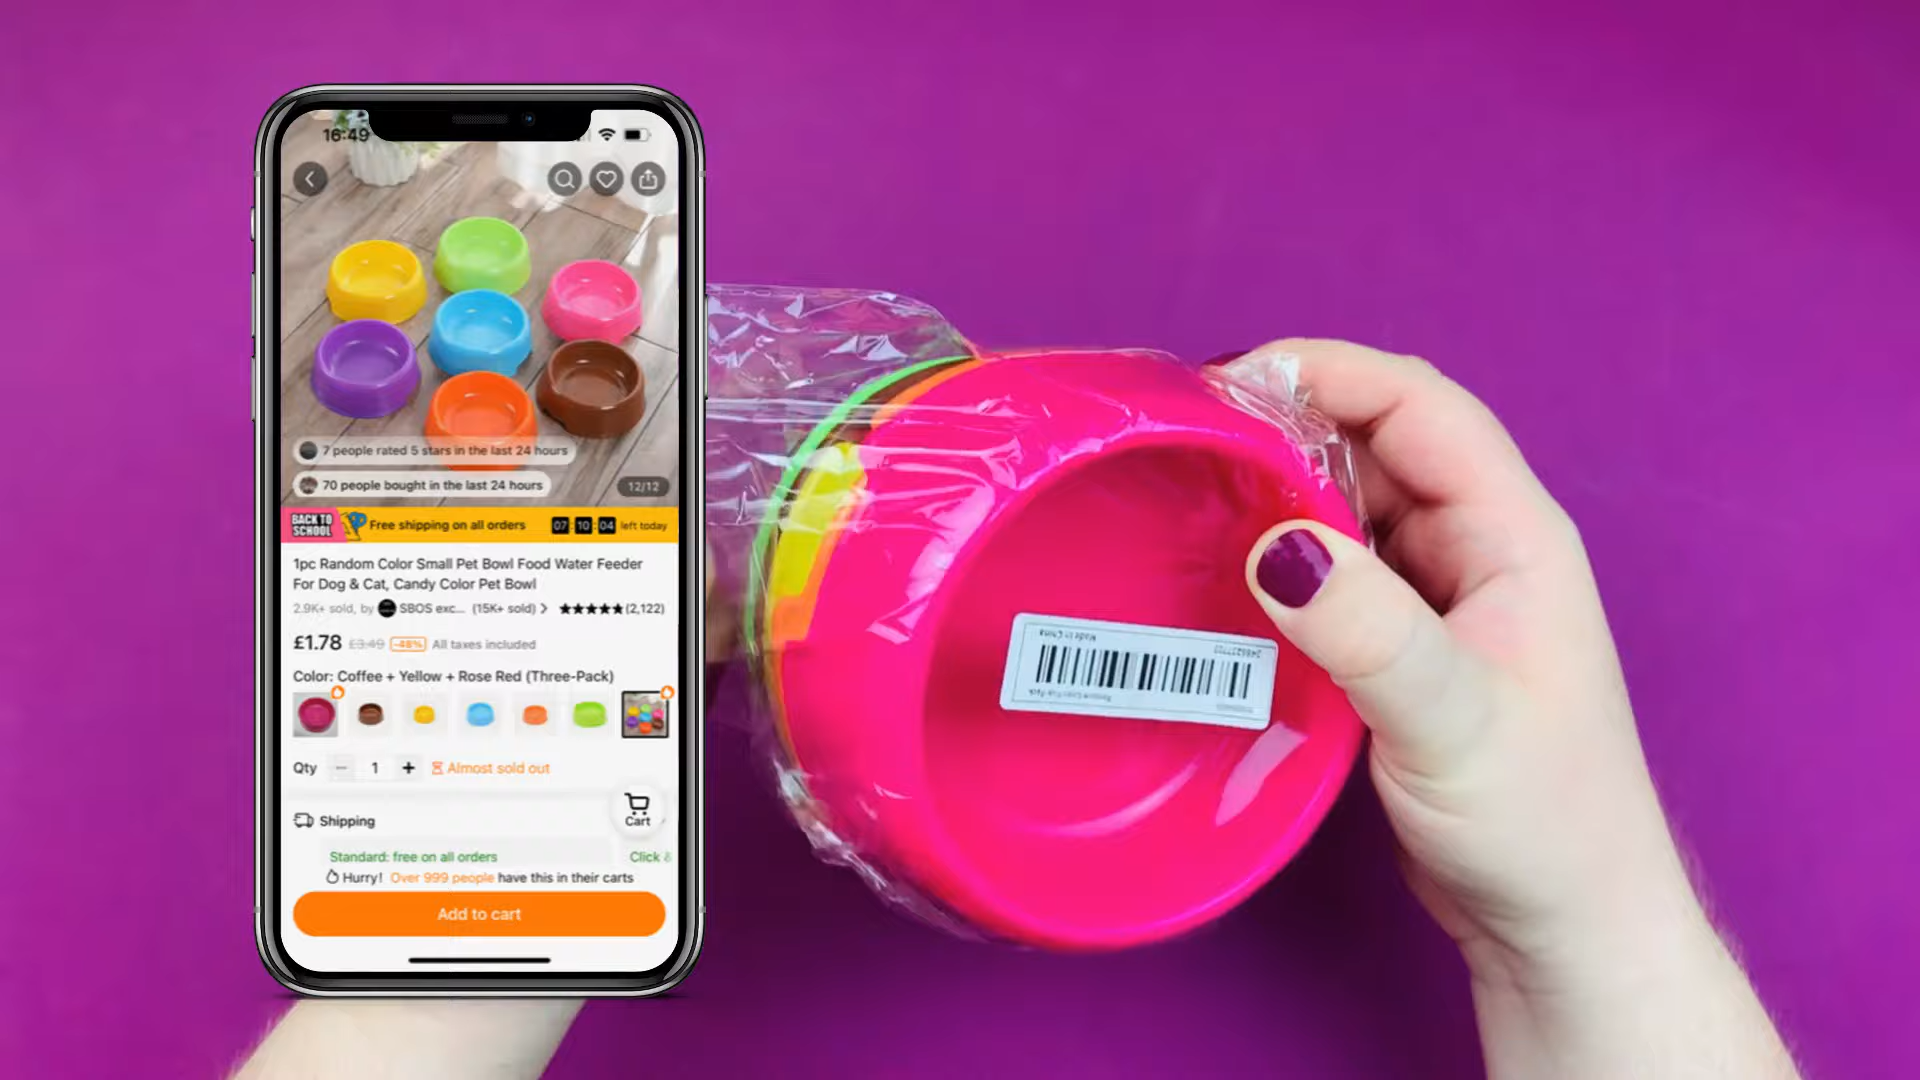 16:49
7 people rated 5 stars in the last 24 hours
70 people bought in the last 24 hours
12/12
BACK TO
SCHOOL
Free shipping on all orders 07:10:04 left today
1pc Random Color Small Pet Bowl Food Water Feeder
For Dog & Cat, Candy Color Pet Bowl
2.9K+ sold, by SBOS exc... (15K+ sold) (2,122)
£1.78 £3.49 -48% All taxes included
Color: Coffee + Yellow + Rose Red (Three-Pack)
Qty − 1 + Almost sold out
Cart
Shipping
Standard: free on all orders Click &
Hurry! Over 999 people have this in their carts
Add to cart
Made in China